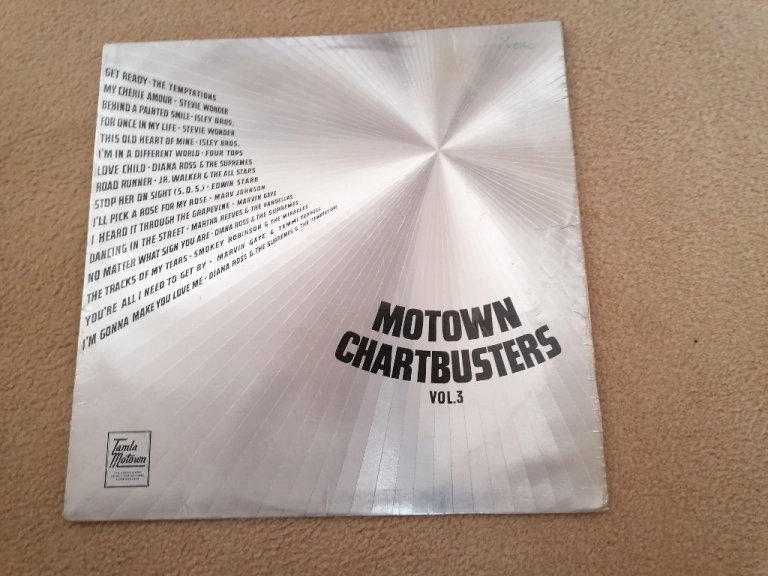 GET READY · THE TEMPTATIONS
MY CHERIE AMOUR · STEVIE WONDER
BEHIND A PAINTED SMILE · ISLEY BROS.
FOR ONCE IN MY LIFE · STEVIE WONDER
THIS OLD HEART OF MINE · ISLEY BROS.
I'M IN A DIFFERENT WORLD · FOUR TOPS
LOVE CHILD · DIANA ROSS & THE SUPREMES
ROAD RUNNER · JR. WALKER & THE ALL STARS
STOP HER ON SIGHT (S.O.S.) · EDWIN STARR
I'LL PICK A ROSE FOR MY ROSE · MARV JOHNSON
I HEARD IT THROUGH THE GRAPEVINE · MARVIN GAYE
DANCING IN THE STREET · MARTHA REEVES & THE VANDELLAS
NO MATTER WHAT SIGN YOU ARE · DIANA ROSS & THE SUPREMES
THE TRACKS OF MY TEARS · SMOKEY ROBINSON & THE MIRACLES
YOU'RE ALL I NEED TO GET BY · MARVIN GAYE & TAMMI TERRELL
I'M GONNA MAKE YOU LOVE ME · DIANA ROSS & THE SUPREMES & THE TEMPTATIONS
MOTOWN
CHARTBUSTERS
VOL.3
Tamla
Motown